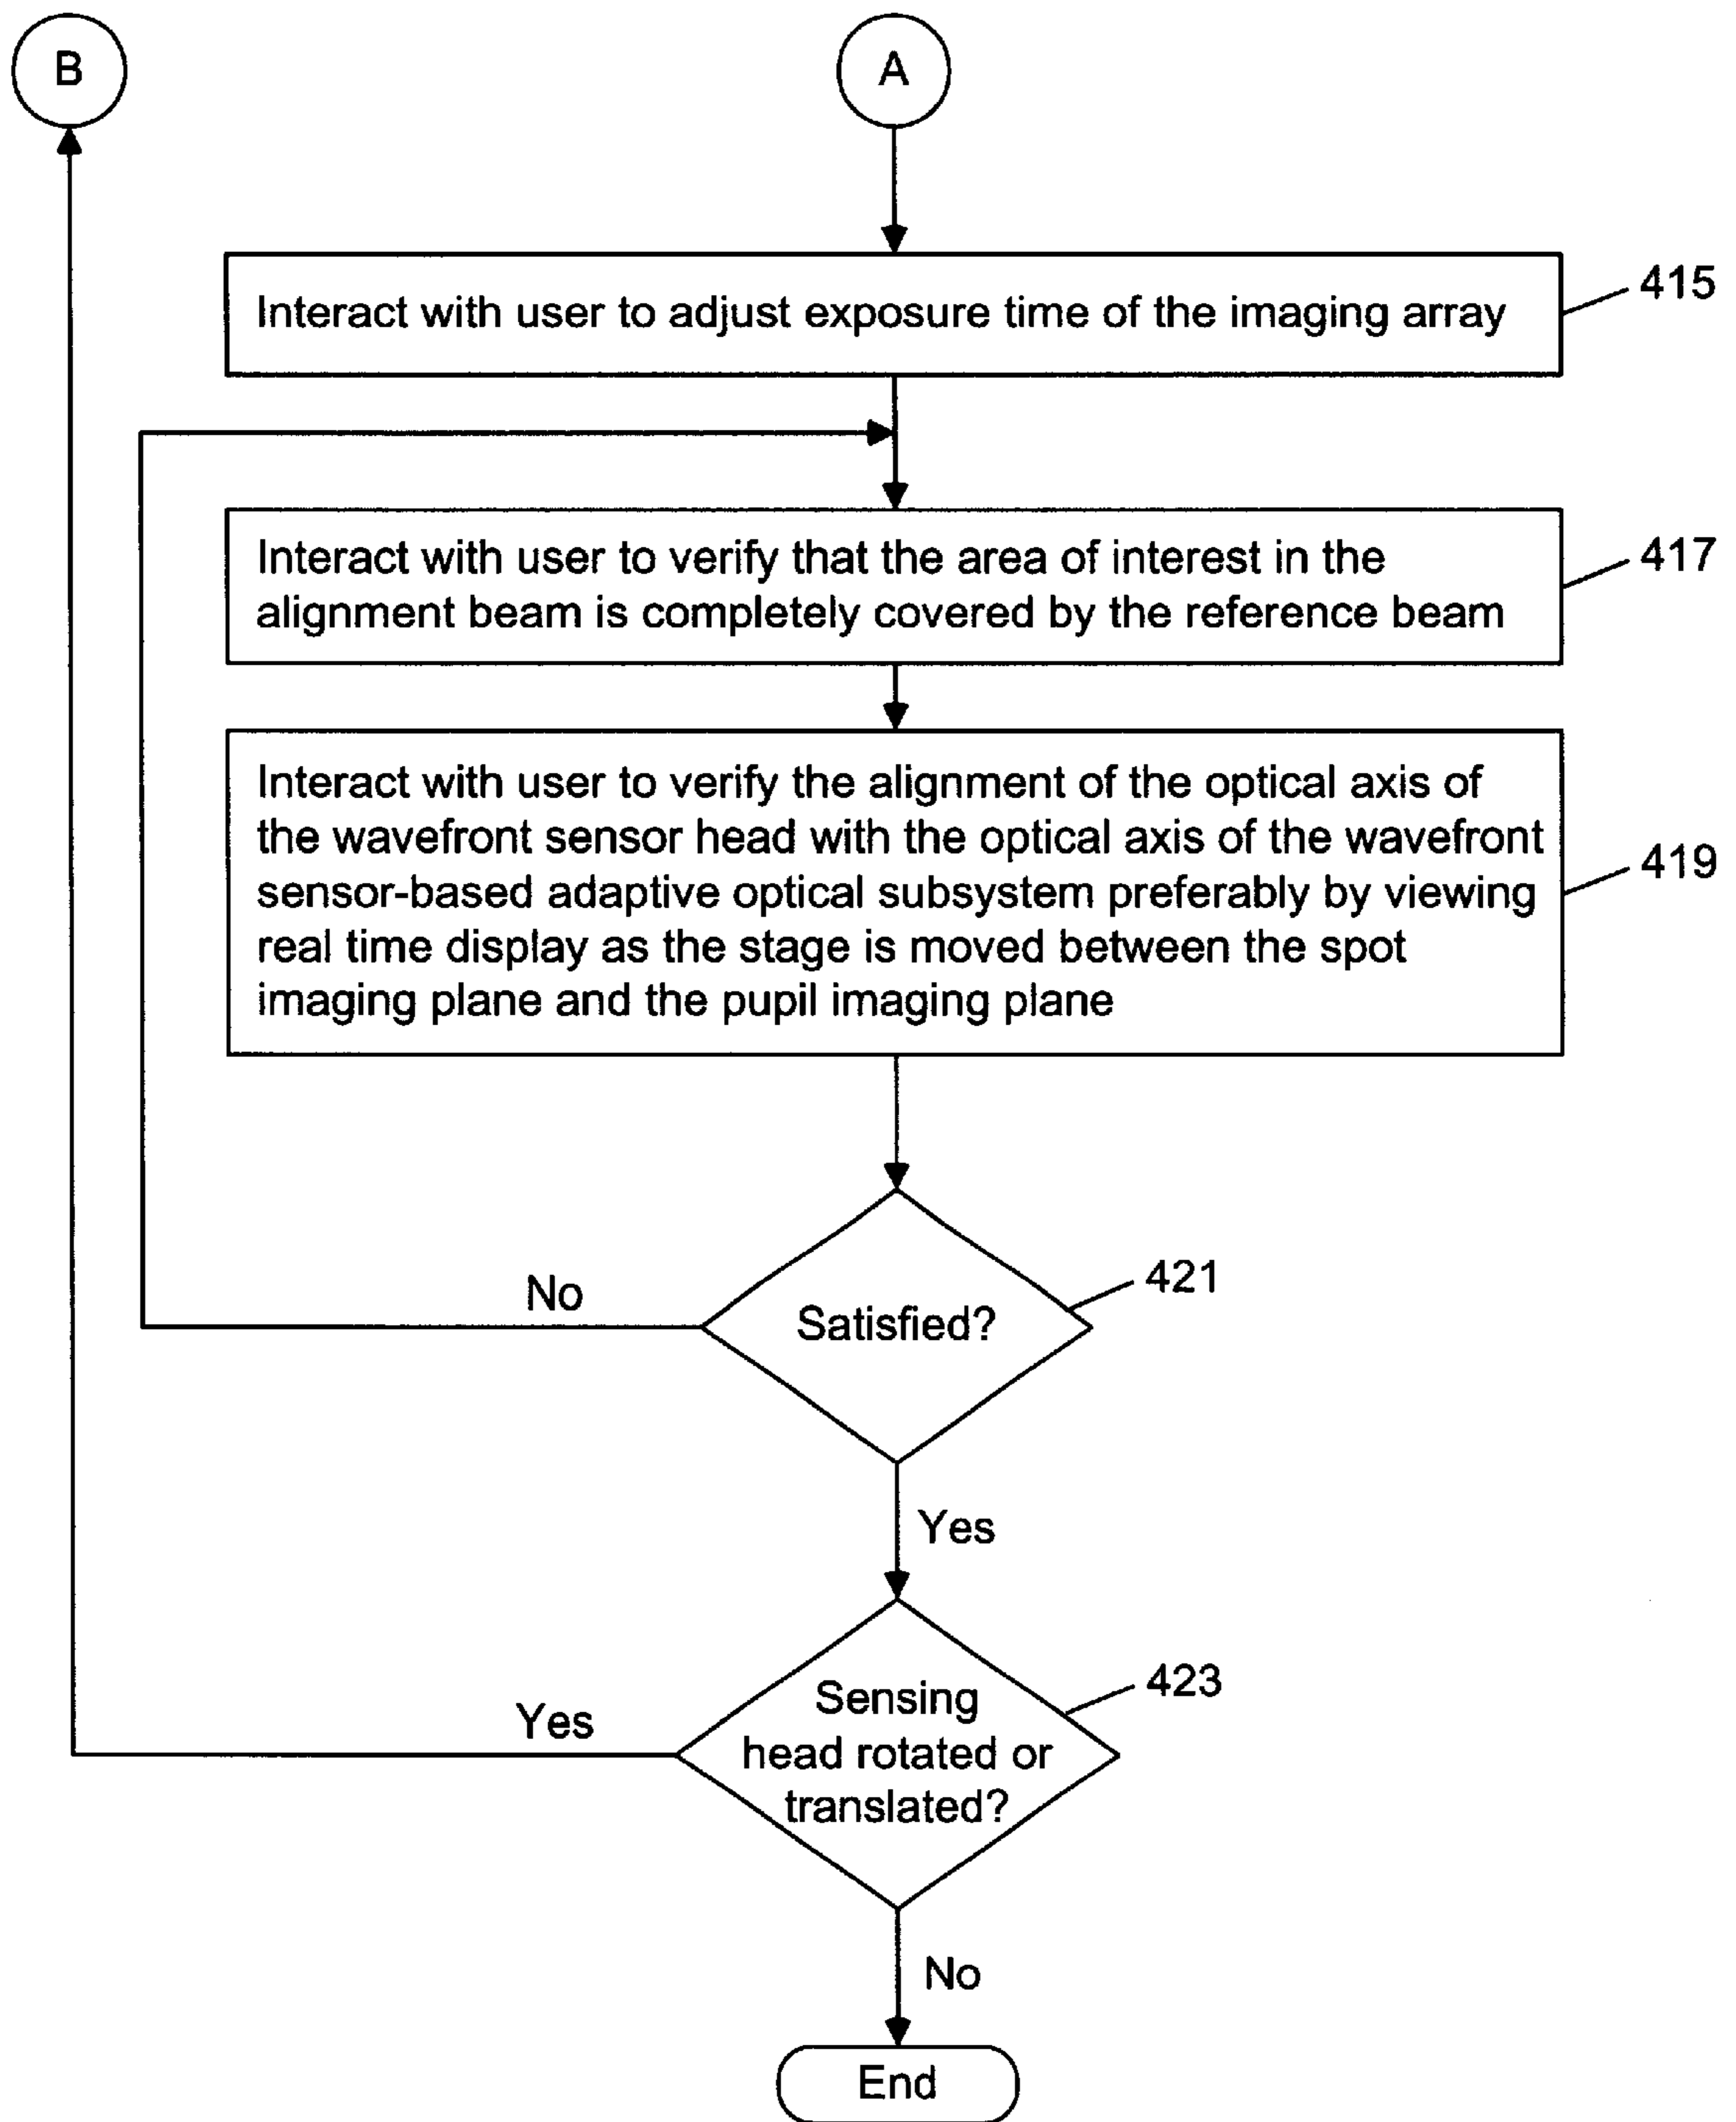 B
A
Interact with user to adjust exposure time of the imaging array
415
Interact with user to verify that the area of interest in the
alignment beam is completely covered by the reference beam
417
Interact with user to verify the alignment of the optical axis of
the wavefront sensor head with the optical axis of the wavefront
sensor-based adaptive optical subsystem preferably by viewing
real time display as the stage is moved between the spot
imaging plane and the pupil imaging plane
419
No
Satisfied?
421
Yes
Yes
Sensing
head rotated or
translated?
423
No
End